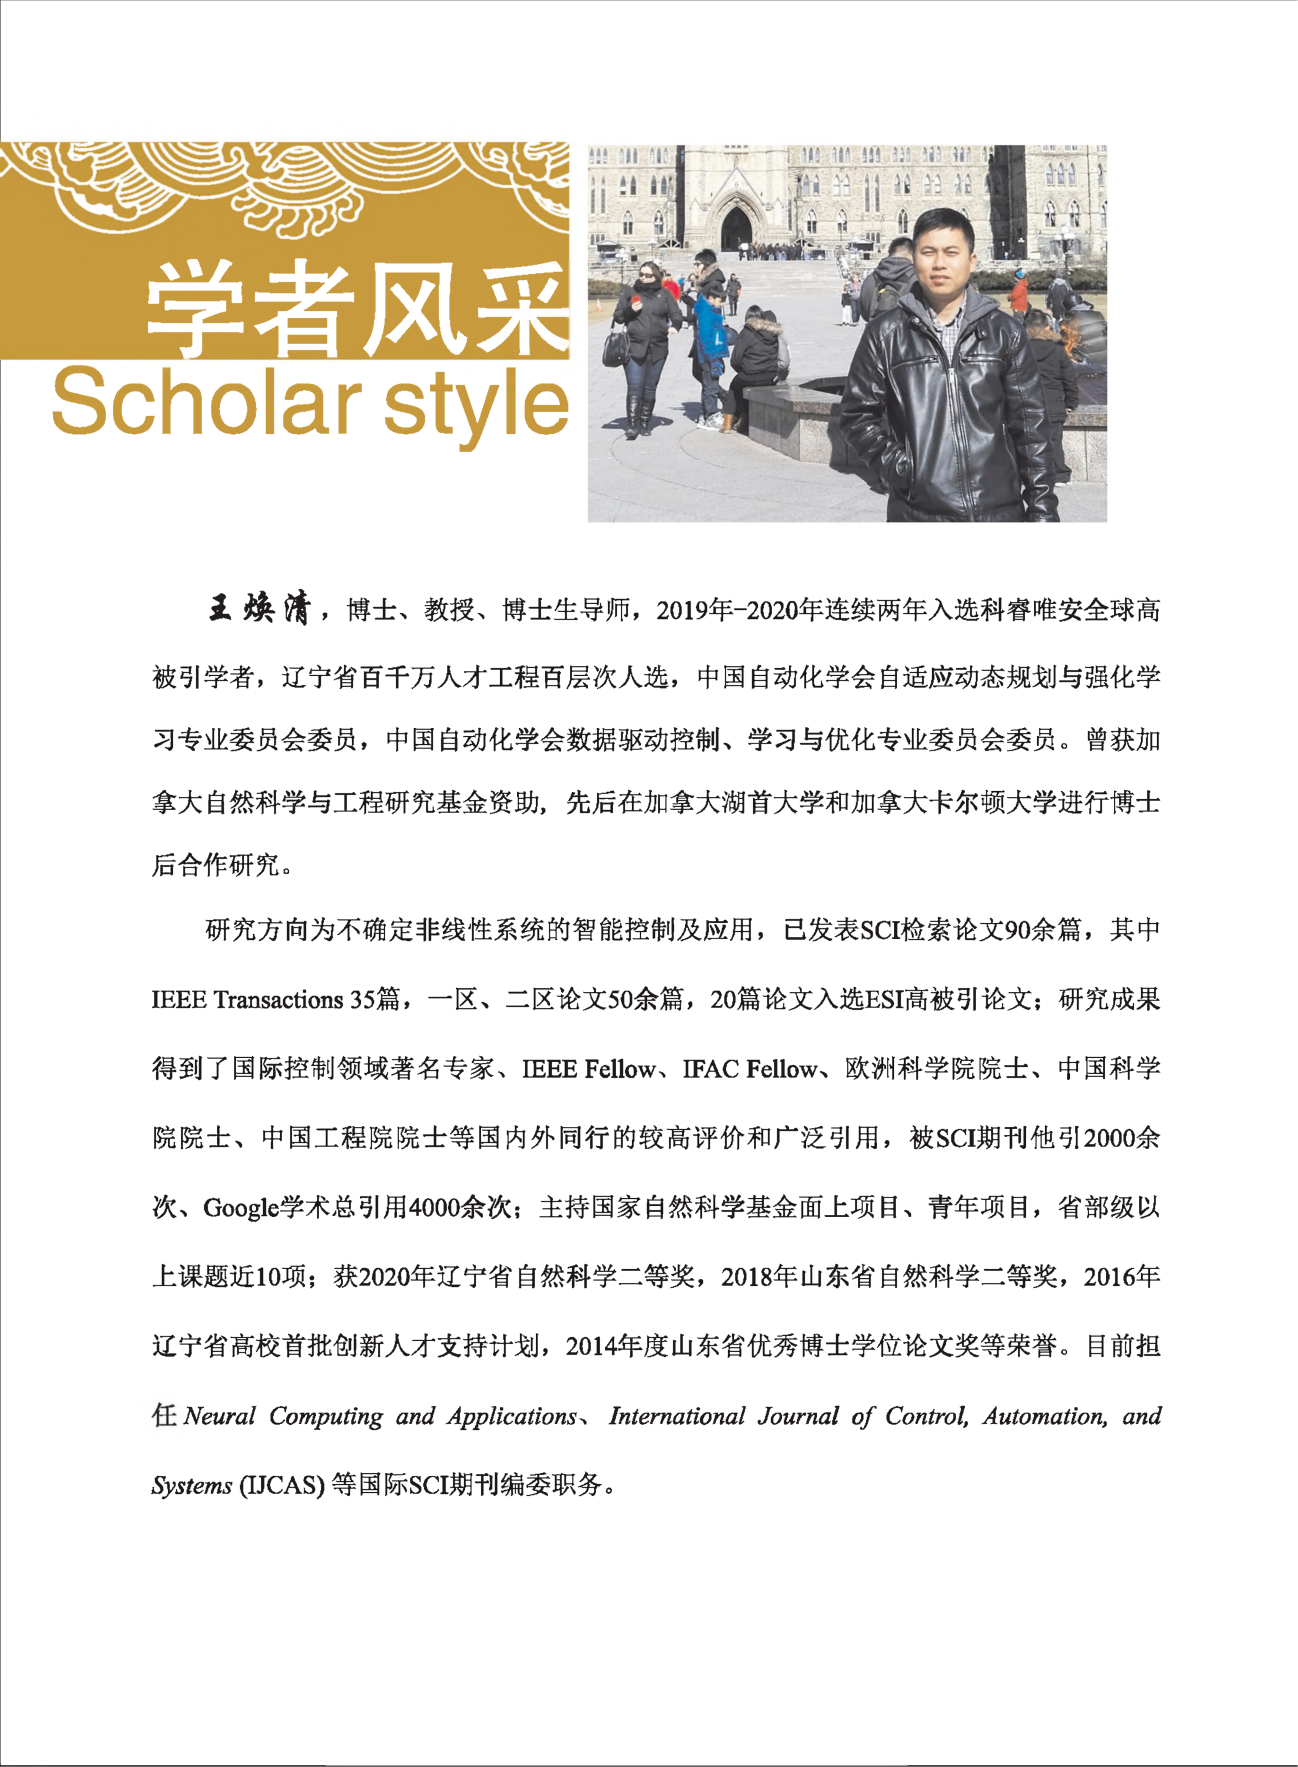 学者风采
Scholar style
王焕清，博士、教授、博士生导师，2019年-2020年连续两年入选科睿唯安全球高
被引学者，辽宁省百千万人才工程百层次人选，中国自动化学会自适应动态规划与强化学
习专业委员会委员，中国自动化学会数据驱动控制、学习与优化专业委员会委员。曾获加
拿大自然科学与工程研究基金资助, 先后在加拿大湖首大学和加拿大卡尔顿大学进行博士
后合作研究。
研究方向为不确定非线性系统的智能控制及应用，已发表SCI检索论文90余篇，其中
IEEE Transactions 35篇，一区、二区论文50余篇，20篇论文入选ESI高被引论文；研究成果
得到了国际控制领域著名专家、IEEE Fellow、IFAC Fellow、欧洲科学院院士、中国科学
院院士、中国工程院院士等国内外同行的较高评价和广泛引用，被SCI期刊他引2000余
次、Google学术总引用4000余次；主持国家自然科学基金面上项目、青年项目，省部级以
上课题近10项；获2020年辽宁省自然科学二等奖，2018年山东省自然科学二等奖，2016年
辽宁省高校首批创新人才支持计划，2014年度山东省优秀博士学位论文奖等荣誉。目前担
任 Neural Computing and Applications、International Journal of Control, Automation, and
Systems (IJCAS) 等国际SCI期刊编委职务。